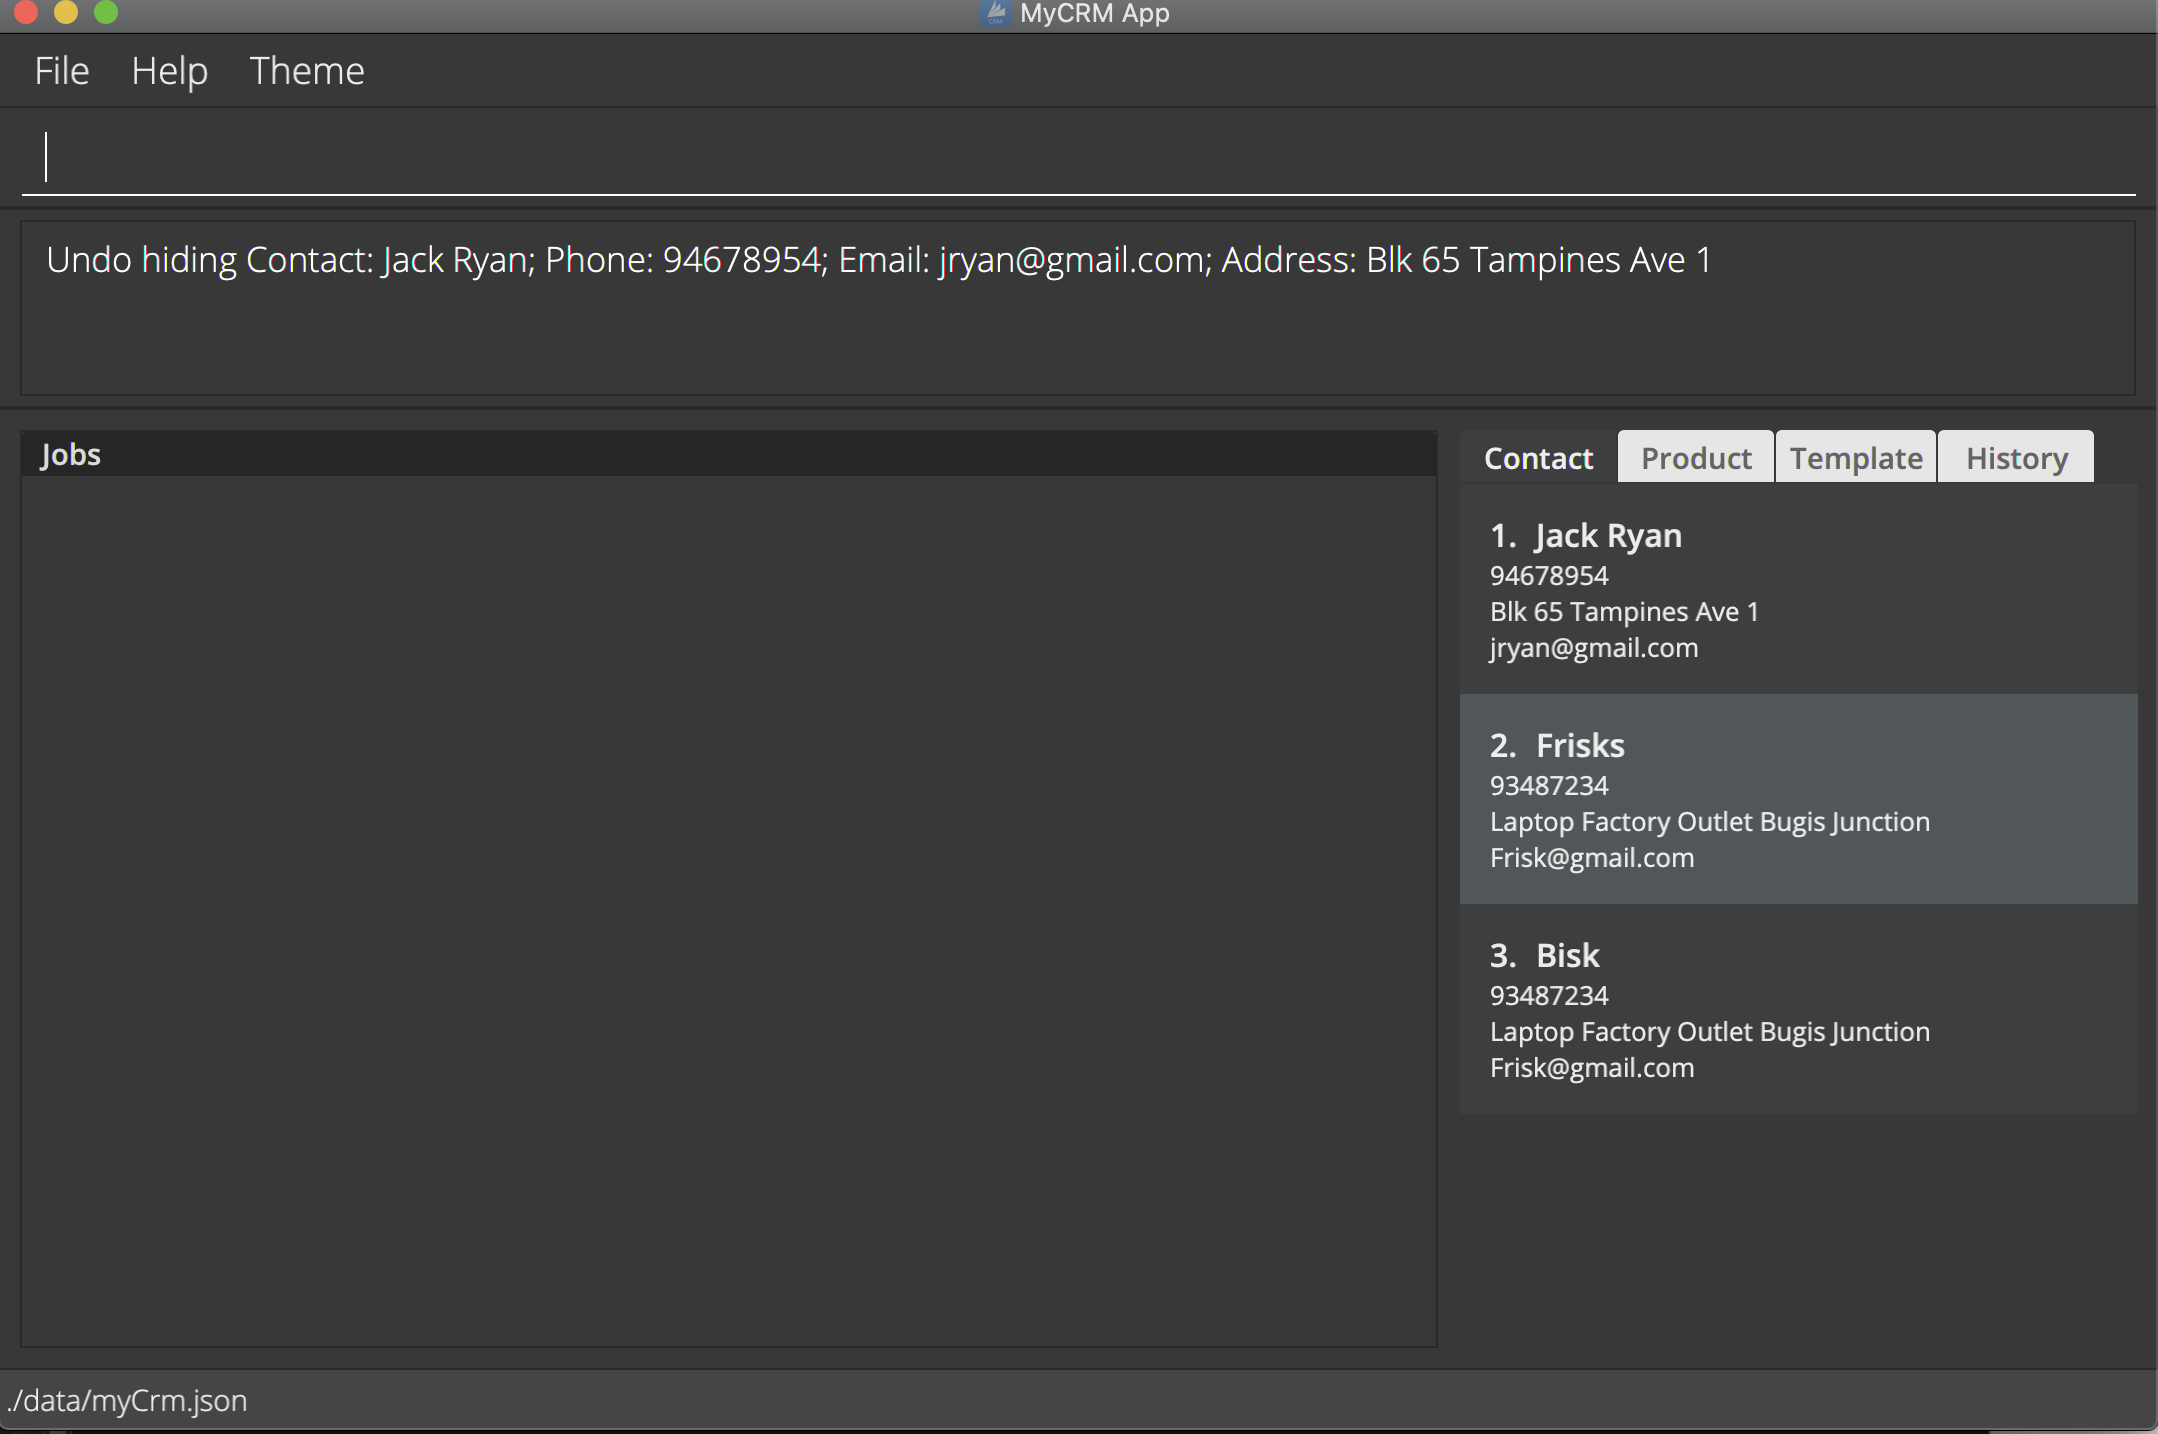 MyCRM App
File Help Theme
Undo hiding Contact: Jack Ryan; Phone: 94678954; Email: jryan@gmail.com; Address: Blk 65 Tampines Ave 1
Jobs
Contact Product Template History
1. Jack Ryan
94678954
Blk 65 Tampines Ave 1
jryan@gmail.com
2. Frisks
93487234
Laptop Factory Outlet Bugis Junction
Frisk@gmail.com
3. Bisk
93487234
Laptop Factory Outlet Bugis Junction
Frisk@gmail.com
./data/myCrm.json